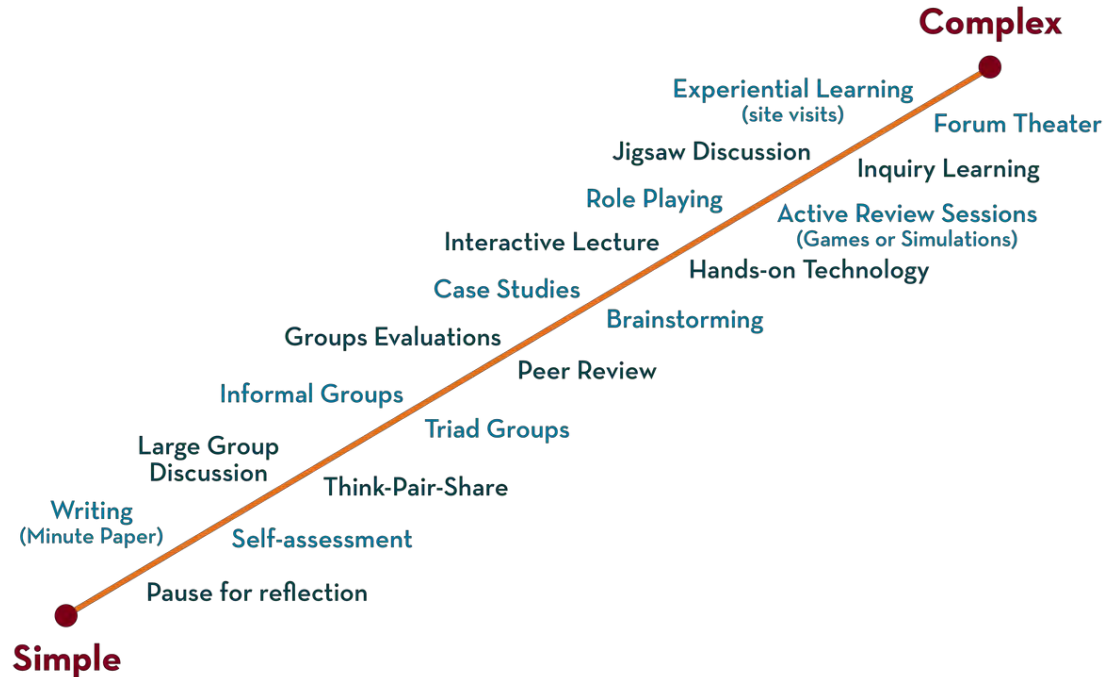 Complex
Experiential Learning
(site visits)
Forum Theater
Jigsaw Discussion
Inquiry Learning
Role Playing
Active Review Sessions
(Games or Simulations)
Interactive Lecture
Hands-on Technology
Case Studies
Brainstorming
Groups Evaluations
Peer Review
Informal Groups
Triad Groups
Large Group
Discussion
Think-Pair-Share
Writing
(Minute Paper)
Self-assessment
Pause for reflection
Simple